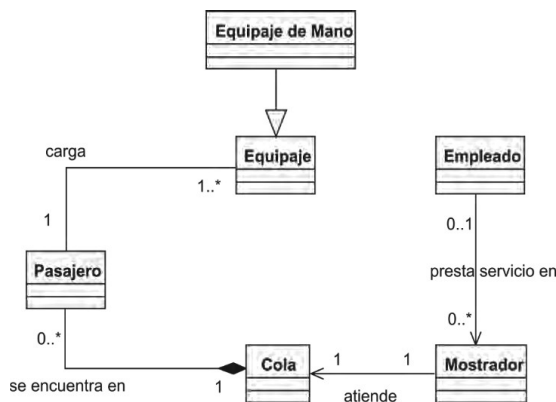 Equipaje de Mano
carga
Equipaje
Empleado
1..*
1
0..1
Pasajero
presta servicio en
0..*
0..*
Cola
1
1
Mostrador
se encuentra en
1
atiende